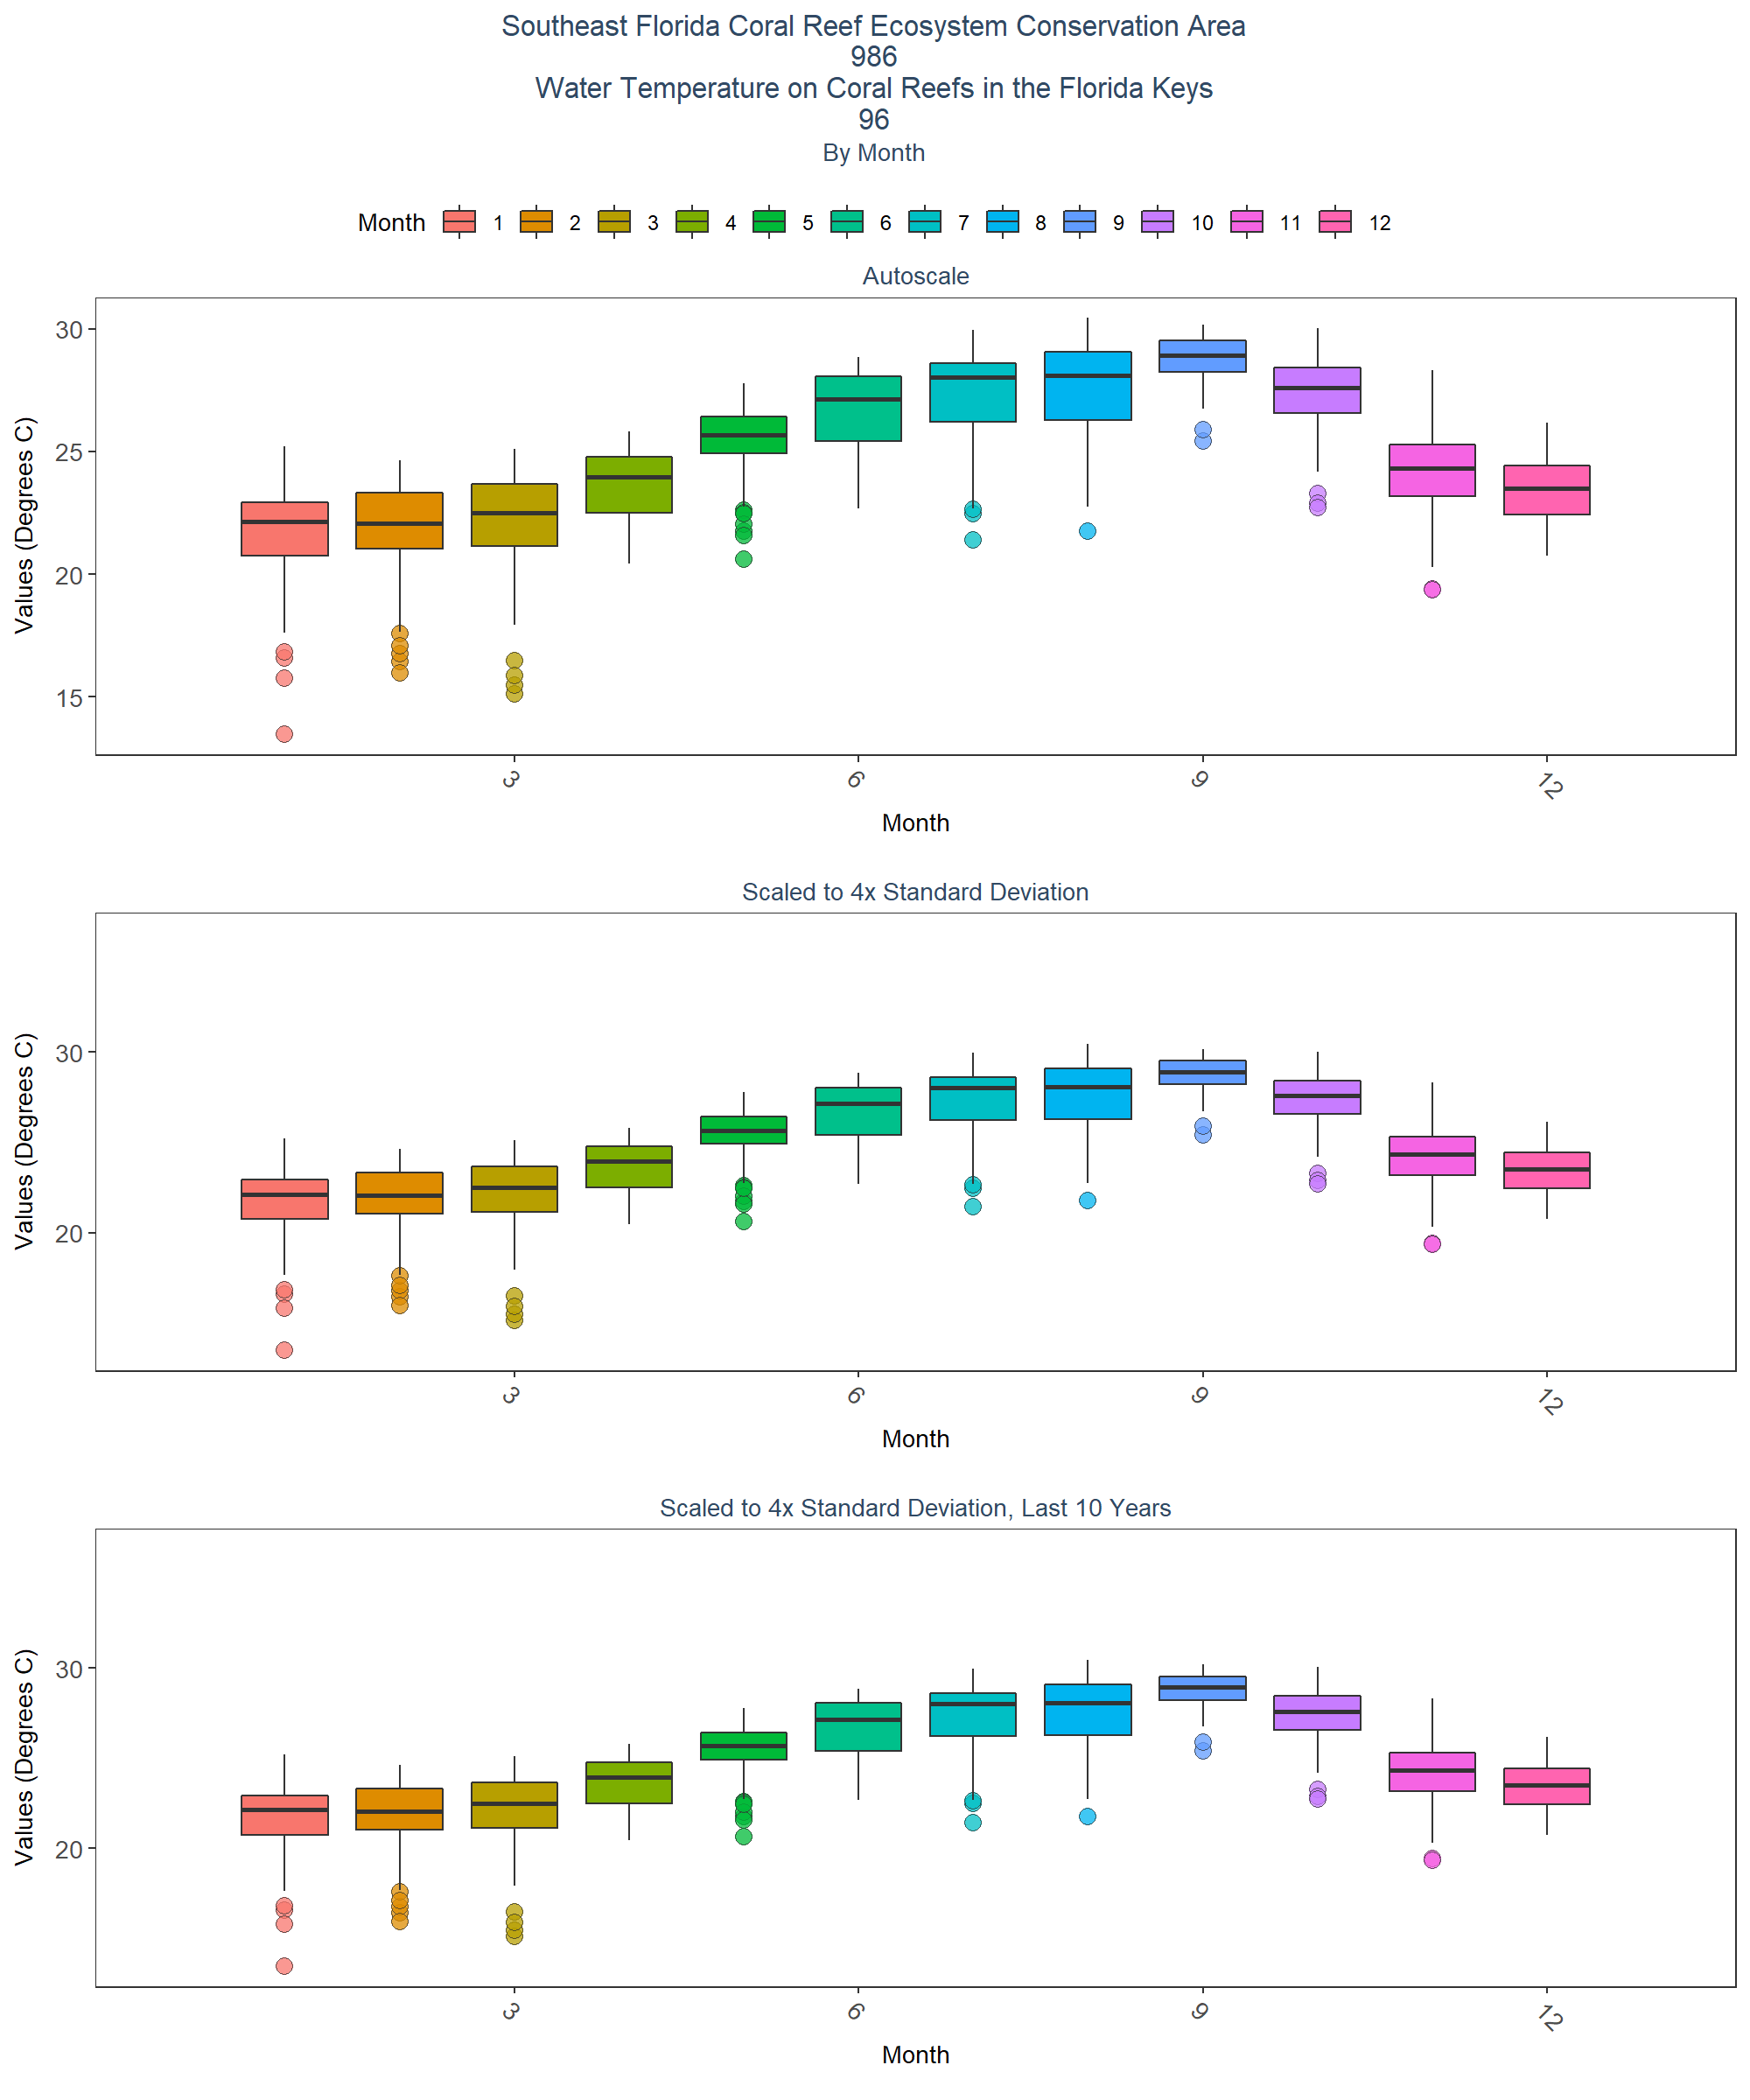 Southeast Florida Coral Reef Ecosystem Conservation Area
986
Water Temperature on Coral Reefs in the Florida Keys
96
By Month
Month 1 2 3 4 5 6 7 8 9 10 11 12
Autoscale
Values (Degrees C)
30
25
20
15
3 6 9 12
Month
Scaled to 4x Standard Deviation
Values (Degrees C)
30
20
3 6 9 12
Month
Scaled to 4x Standard Deviation, Last 10 Years
Values (Degrees C)
30
20
3 6 9 12
Month